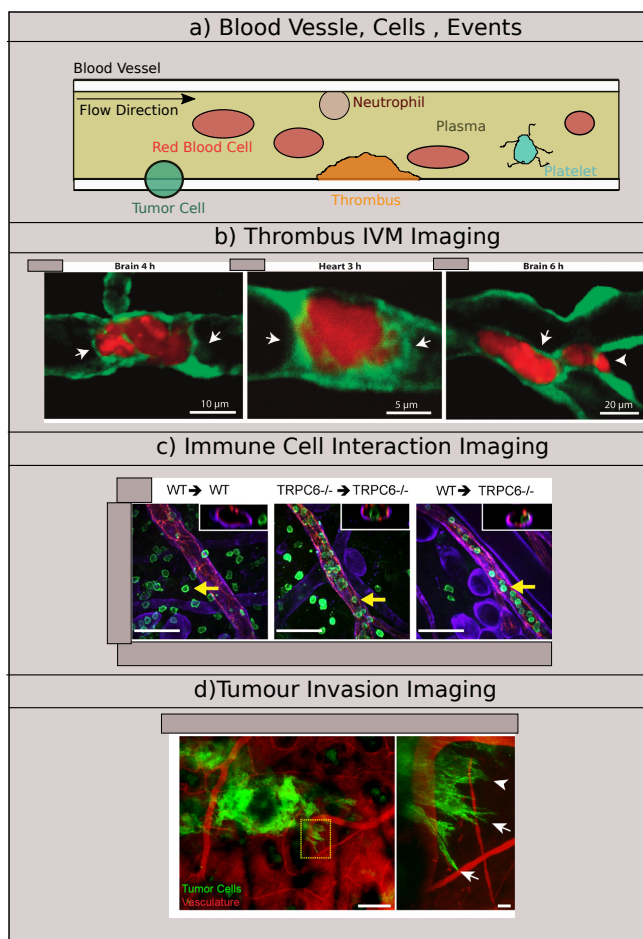 a) Blood Vessle, Cells , Events
Blood Vessel
Flow Direction
Neutrophil
Plasma
Red Blood Cell
Platelet
Tumor Cell
Thrombus
b) Thrombus IVM Imaging
Brain 4 h
Heart 3 h
Brain 6 h
10 μm
5 μm
20 μm
c) Immune Cell Interaction Imaging
WT → WT
TRPC6-/- → TRPC6-/-
WT → TRPC6-/-
d)Tumour Invasion Imaging
Tumor Cells
Vasculature